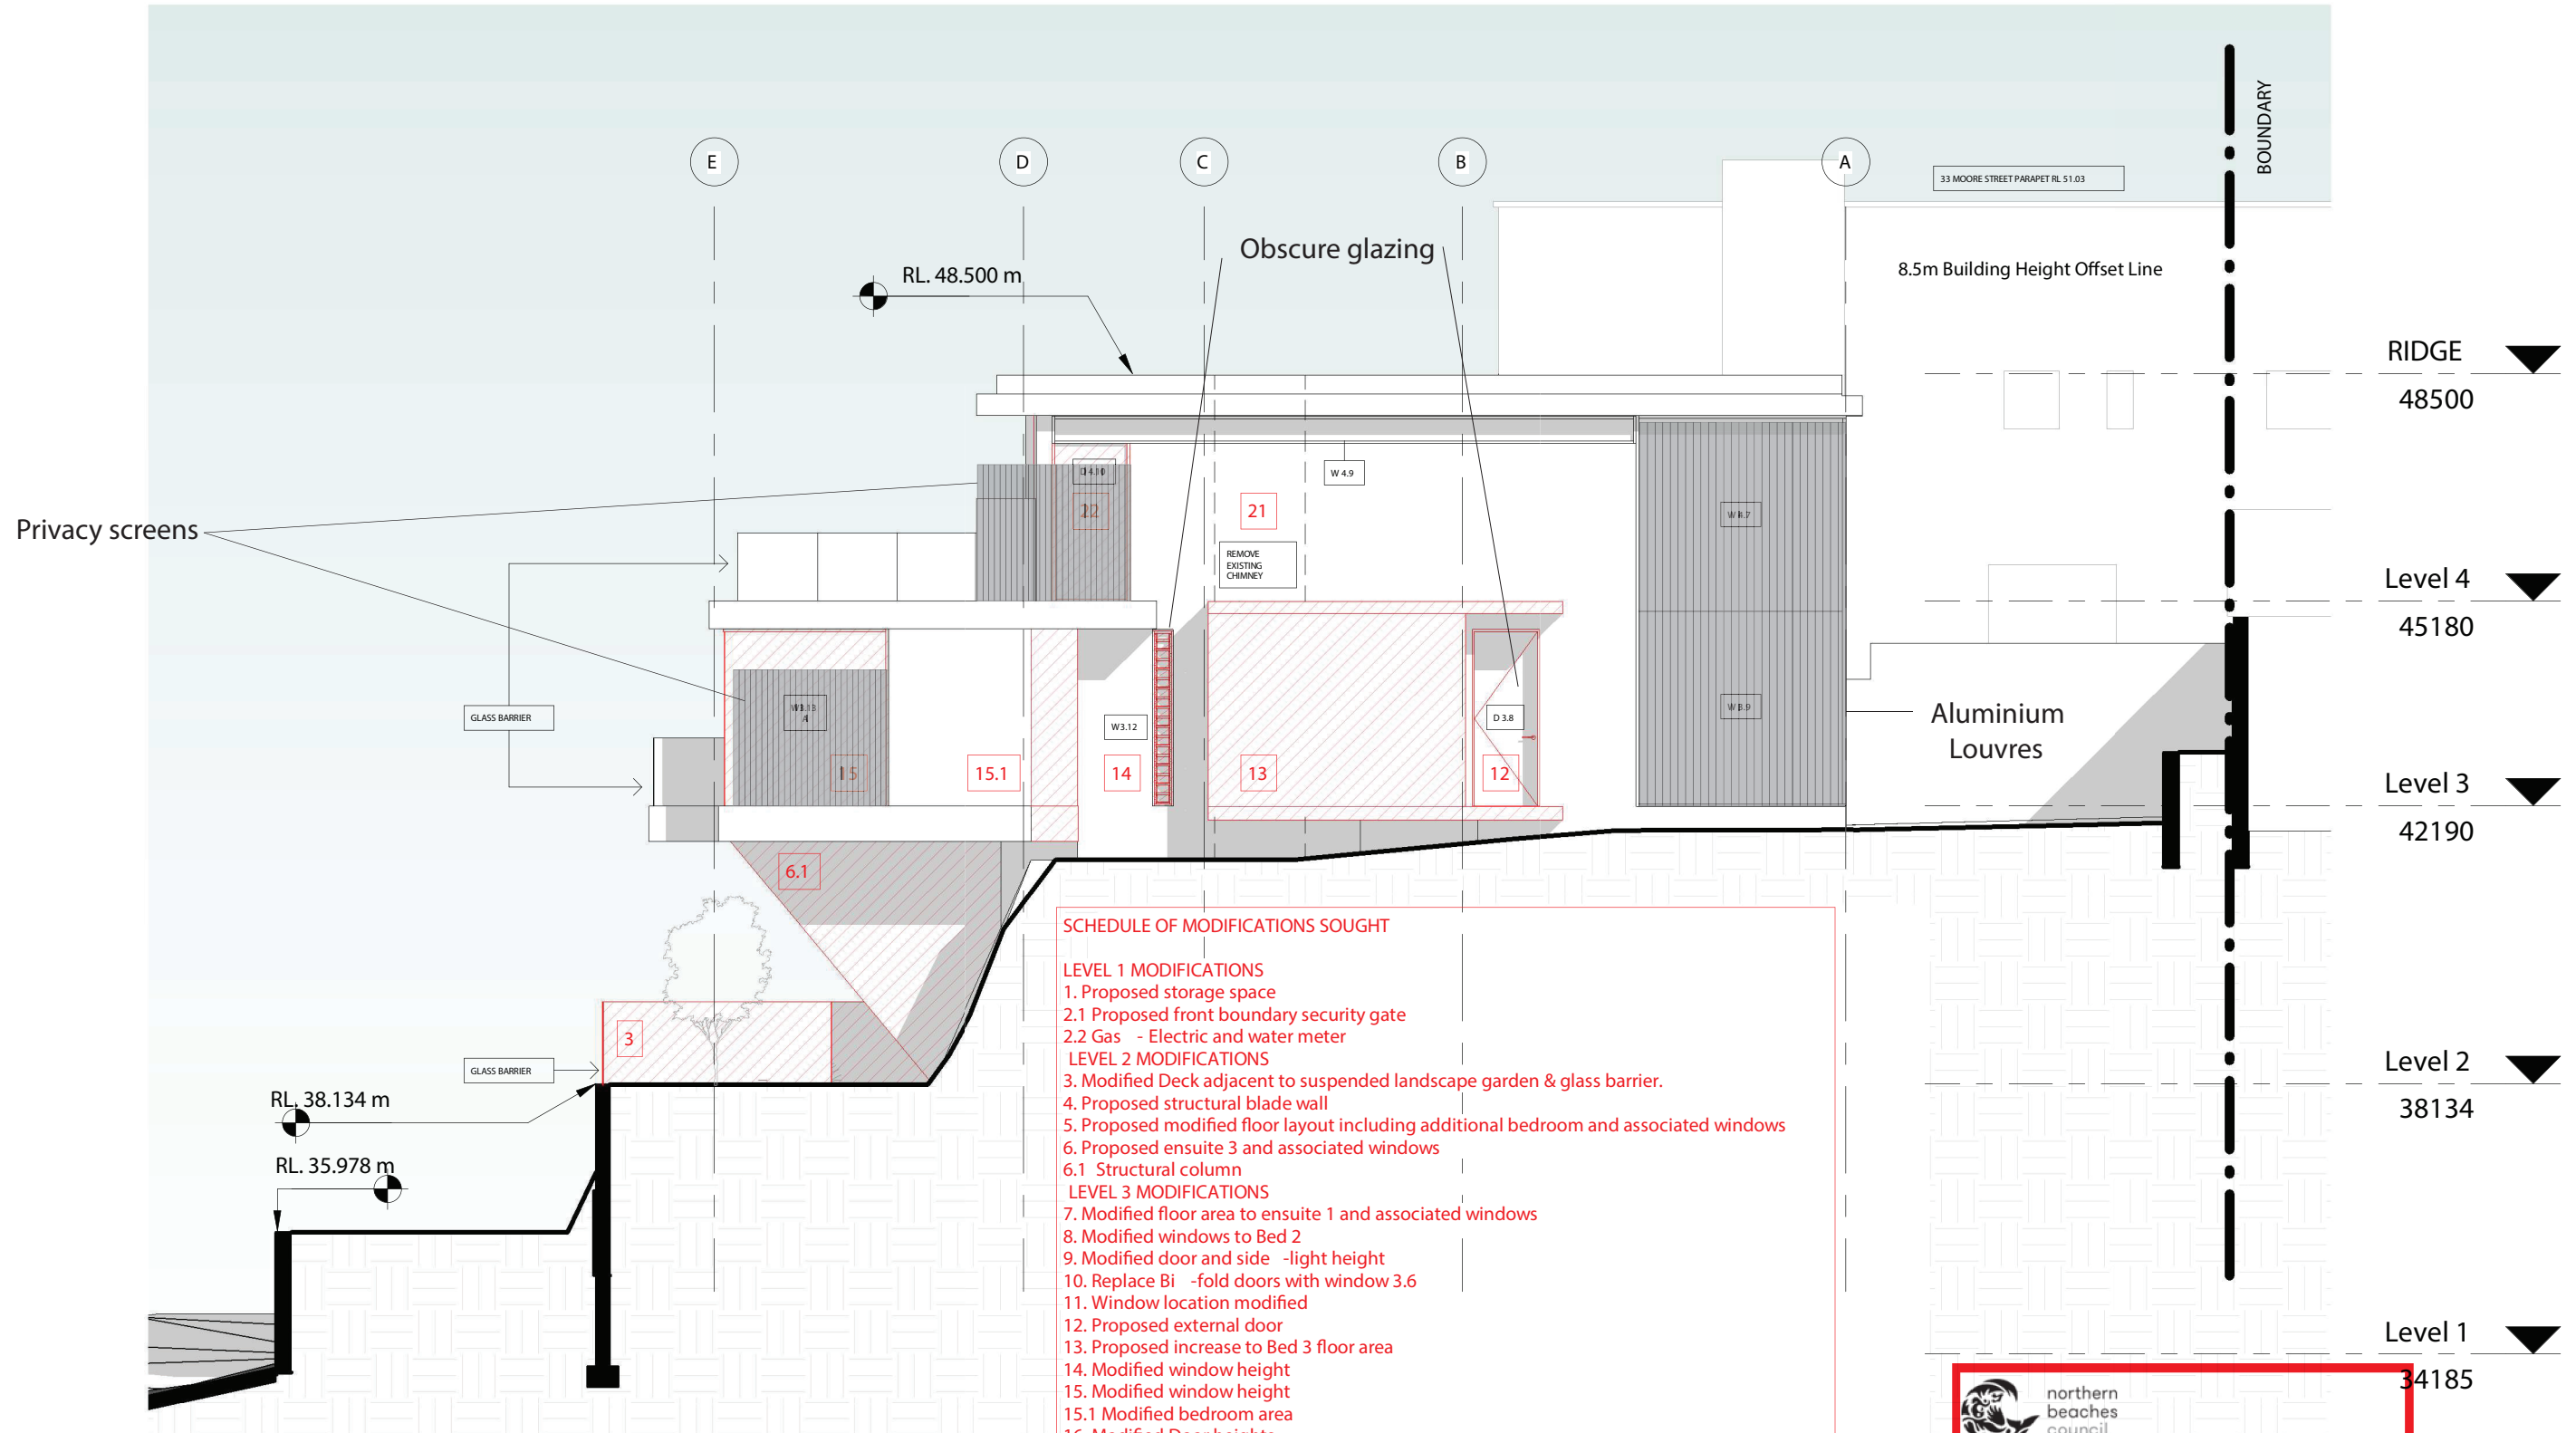 BOUNDARY
E
D
C
B
A
33 MOORE STREET PARAPET RL 51.03
Obscure glazing
RL. 48.500 m
8.5m Building Height Offset Line
RIDGE
48500
W 4.9
22
21
Privacy screens
REMOVE
EXISTING
CHIMNEY
Level 4
45180
GLASS BARRIER
W3.12
D 3.8
Aluminium
Louvres
15
15.1
14
13
12
Level 3
42190
6.1
SCHEDULE OF MODIFICATIONS SOUGHT
LEVEL 1 MODIFICATIONS
1. Proposed storage space
2.1 Proposed front boundary security gate
2.2 Gas - Electric and water meter
LEVEL 2 MODIFICATIONS
3. Modified Deck adjacent to suspended landscape garden & glass barrier.
4. Proposed structural blade wall
5. Proposed modified floor layout including additional bedroom and associated windows
6. Proposed ensuite 3 and associated windows
6.1 Structural column
LEVEL 3 MODIFICATIONS
7. Modified floor area to ensuite 1 and associated windows
8. Modified windows to Bed 2
9. Modified door and side -light height
10. Replace Bi -fold doors with window 3.6
11. Window location modified
12. Proposed external door
13. Proposed increase to Bed 3 floor area
14. Modified window height
15. Modified window height
15.1 Modified bedroom area
3
GLASS BARRIER
RL. 38.134 m
RL. 35.978 m
Level 2
38134
Level 1
34185
northern
beaches
council